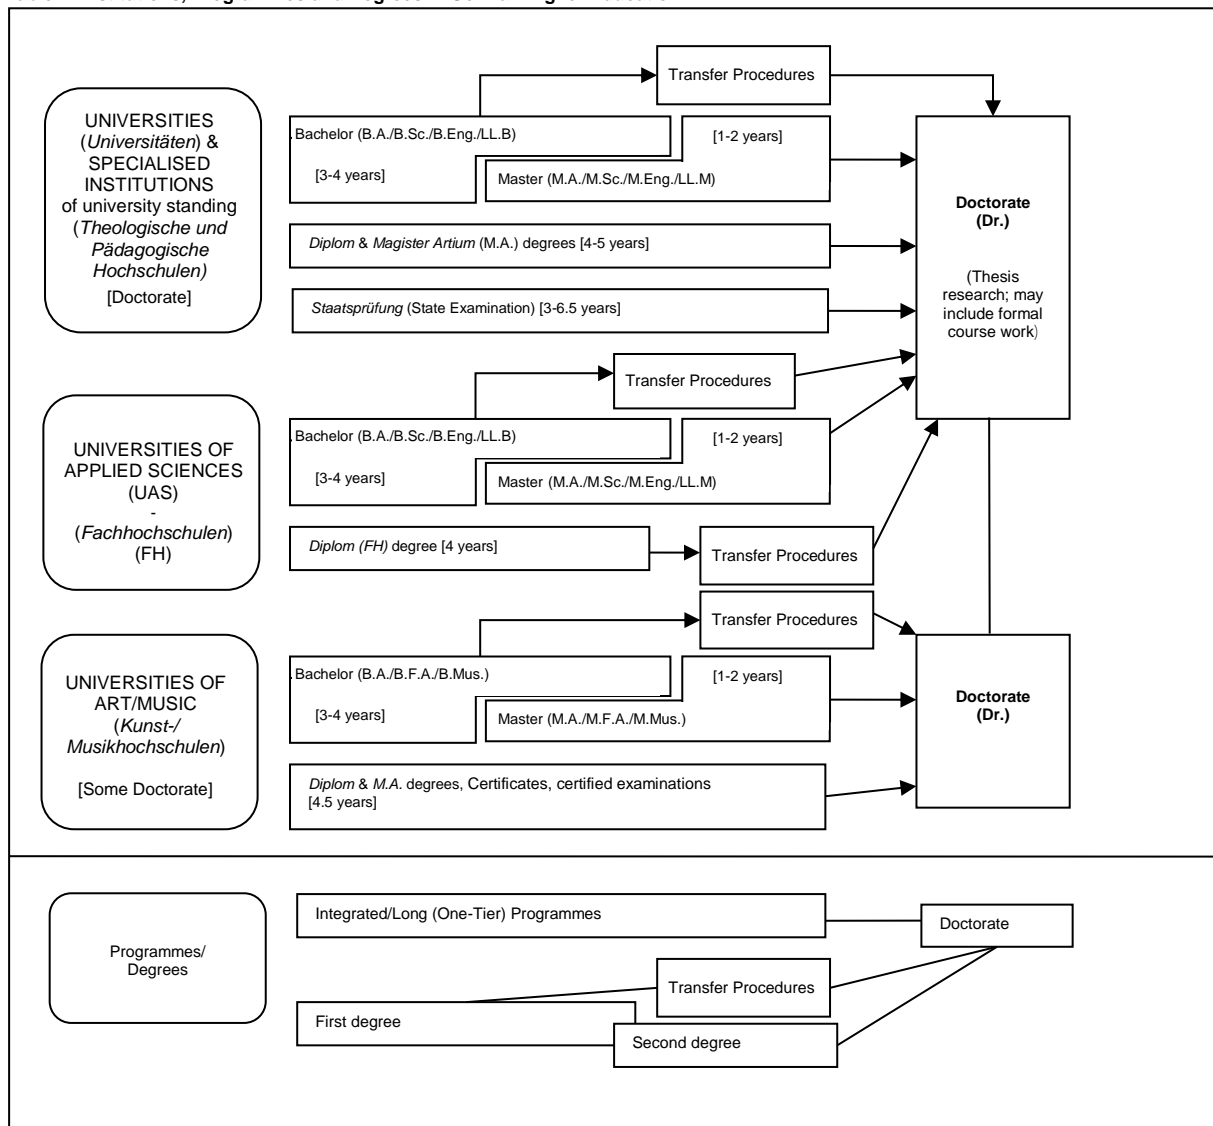 Transfer Procedures
UNIVERSITIES
(Universitäten) &
SPECIALISED
INSTITUTIONS
of university standing
(Theologische und
Pädagogische
Hochschulen)
[Doctorate]
. Bachelor (B.A./B.Sc./B.Eng./LL.B)
[3-4 years]
[1-2 years]
Master (M.A./M.Sc./M.Eng./LL.M)
Diplom & Magister Artium (M.A.) degrees [4-5 years]
Staatsprüfung (State Examination) [3-6.5 years]
Doctorate
(Dr.)
(Thesis
research; may
include formal
course work)
Transfer Procedures
UNIVERSITIES OF
APPLIED SCIENCES
(UAS)
-
(Fachhochschulen)
(FH)
. Bachelor (B.A./B.Sc./B.Eng./LL.B)
[3-4 years]
[1-2 years]
Master (M.A./M.Sc./M.Eng./LL.M)
Diplom (FH) degree [4 years]
Transfer Procedures
Transfer Procedures
UNIVERSITIES OF
ART/MUSIC
(Kunst-/
Musikhochschulen)
[Some Doctorate]
. Bachelor (B.A./B.F.A./B.Mus.)
[3-4 years]
[1-2 years]
Master (M.A./M.F.A./M.Mus.)
Diplom & M.A. degrees, Certificates, certified examinations
[4.5 years]
Doctorate
(Dr.)
Programmes/
Degrees
Integrated/Long (One-Tier) Programmes
Doctorate
Transfer Procedures
First degree
Second degree